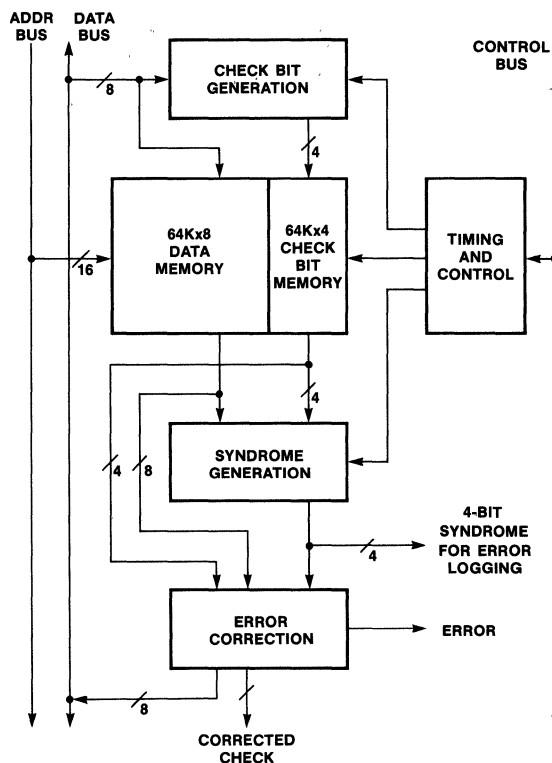 ADDR BUS
DATA BUS
CONTROL BUS
CHECK BIT
GENERATION
8
4
64Kx8
DATA
MEMORY
64Kx4
CHECK
BIT
MEMORY
TIMING
AND
CONTROL
16
4
4
8
SYNDROME
GENERATION
4
4-BIT
SYNDROME
FOR ERROR
LOGGING
ERROR
CORRECTION
ERROR
8
CORRECTED
CHECK